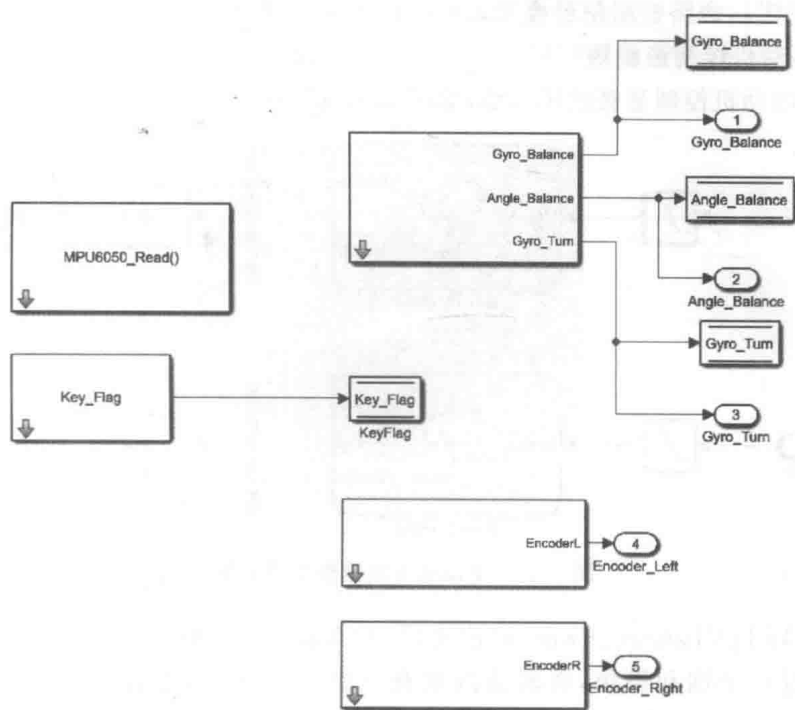 Gyro_Balance
1
Gyro_Balance
Gyro_Balance
Angle_Balance
Gyro_Turn
Angle_Balance
2
Angle_Balance
Gyro_Turn
3
Gyro_Turn
MPU6050_Read()
Key_Flag
Key_Flag
KeyFlag
EncoderL
4
Encoder_Left
EncoderR
5
Encoder_Right